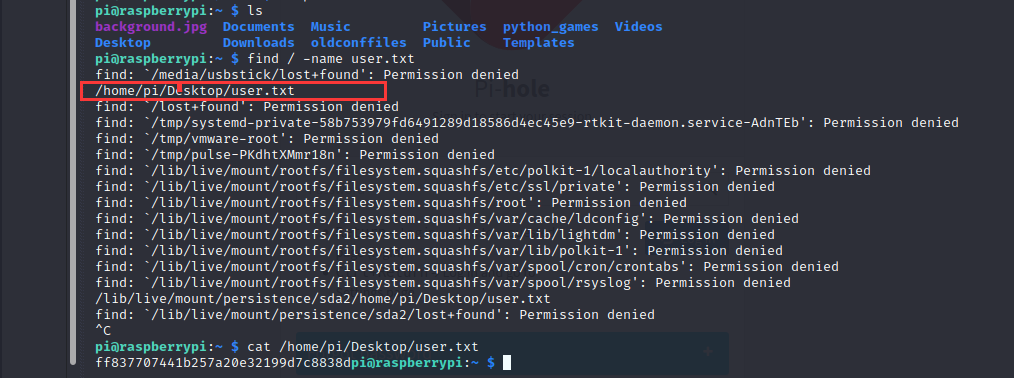 pi@raspberrypi:~ $ ls
background.jpg Documents Music Pictures python_games Videos
Desktop Downloads oldconffiles Public Templates
pi@raspberrypi:~ $ find / -name user.txt
find: `/media/usbstick/lost+found': Permission denied
/home/pi/Desktop/user.txt
Pi-hole
find: `/lost+found': Permission denied
find: `/tmp/systemd-private-58b753979fd6491289d18586d4ec45e9-rtkit-daemon.service-AdnTEb': Permission denied
find: `/tmp/vmware-root': Permission denied
find: `/tmp/pulse-PKdhtXMmr18n': Permission denied
find: `/lib/live/mount/rootfs/filesystem.squashfs/etc/polkit-1/localauthority': Permission denied
find: `/lib/live/mount/rootfs/filesystem.squashfs/etc/ssl/private': Permission denied
find: `/lib/live/mount/rootfs/filesystem.squashfs/root': Permission denied
find: `/lib/live/mount/rootfs/filesystem.squashfs/var/cache/ldconfig': Permission denied
find: `/lib/live/mount/rootfs/filesystem.squashfs/var/lib/lightdm': Permission denied
find: `/lib/live/mount/rootfs/filesystem.squashfs/var/lib/polkit-1': Permission denied
find: `/lib/live/mount/rootfs/filesystem.squashfs/var/spool/cron/crontabs': Permission denied
find: `/lib/live/mount/rootfs/filesystem.squashfs/var/spool/rsyslog': Permission denied
/lib/live/mount/persistence/sda2/home/pi/Desktop/user.txt
find: `/lib/live/mount/persistence/sda2/lost+found': Permission denied
^C
pi@raspberrypi:~ $ cat /home/pi/Desktop/user.txt
ff837707441b257a20e32199d7c8838dpi@raspberrypi:~ $